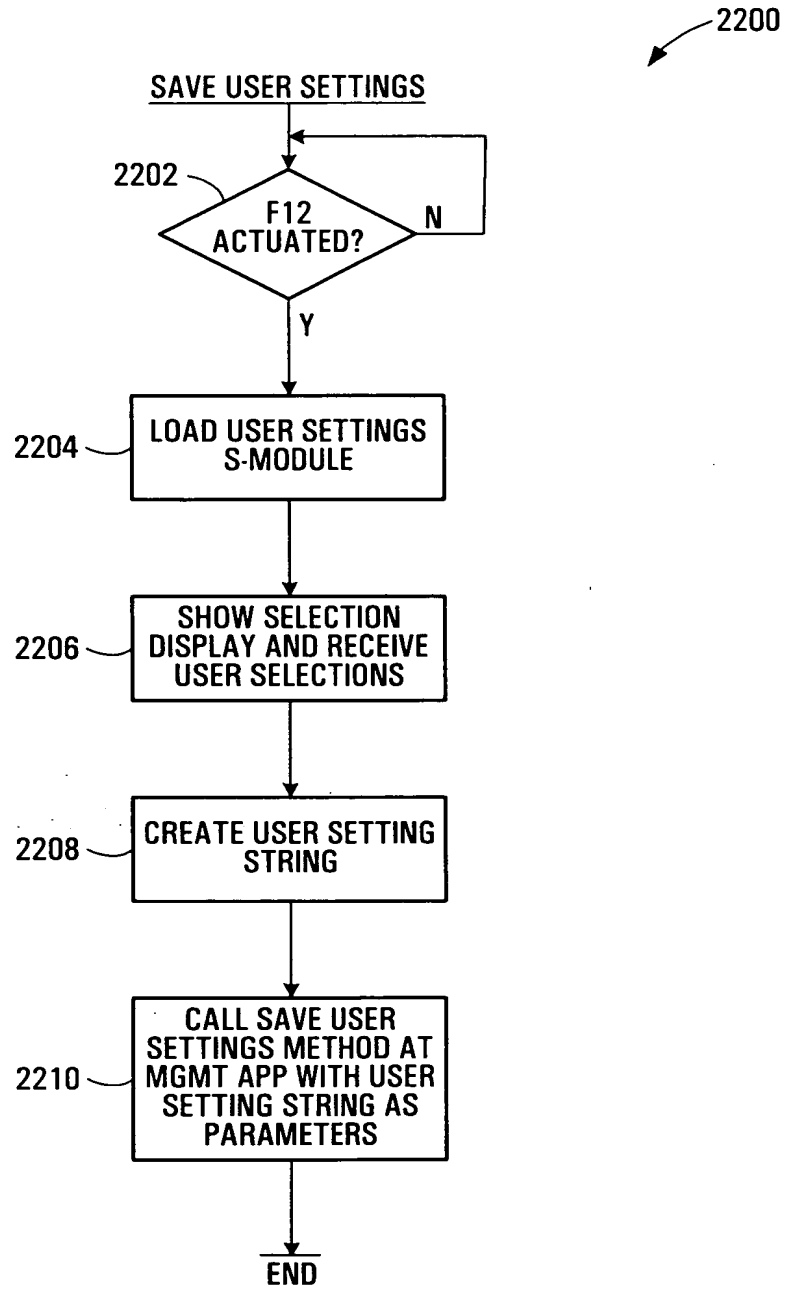 2200
SAVE USER SETTINGS
2202
F12
ACTUATED?
N
Y
2204
LOAD USER SETTINGS
S-MODULE
2206
SHOW SELECTION
DISPLAY AND RECEIVE
USER SELECTIONS
2208
CREATE USER SETTING
STRING
2210
CALL SAVE USER
SETTINGS METHOD AT
MGMT APP WITH USER
SETTING STRING AS
PARAMETERS
END